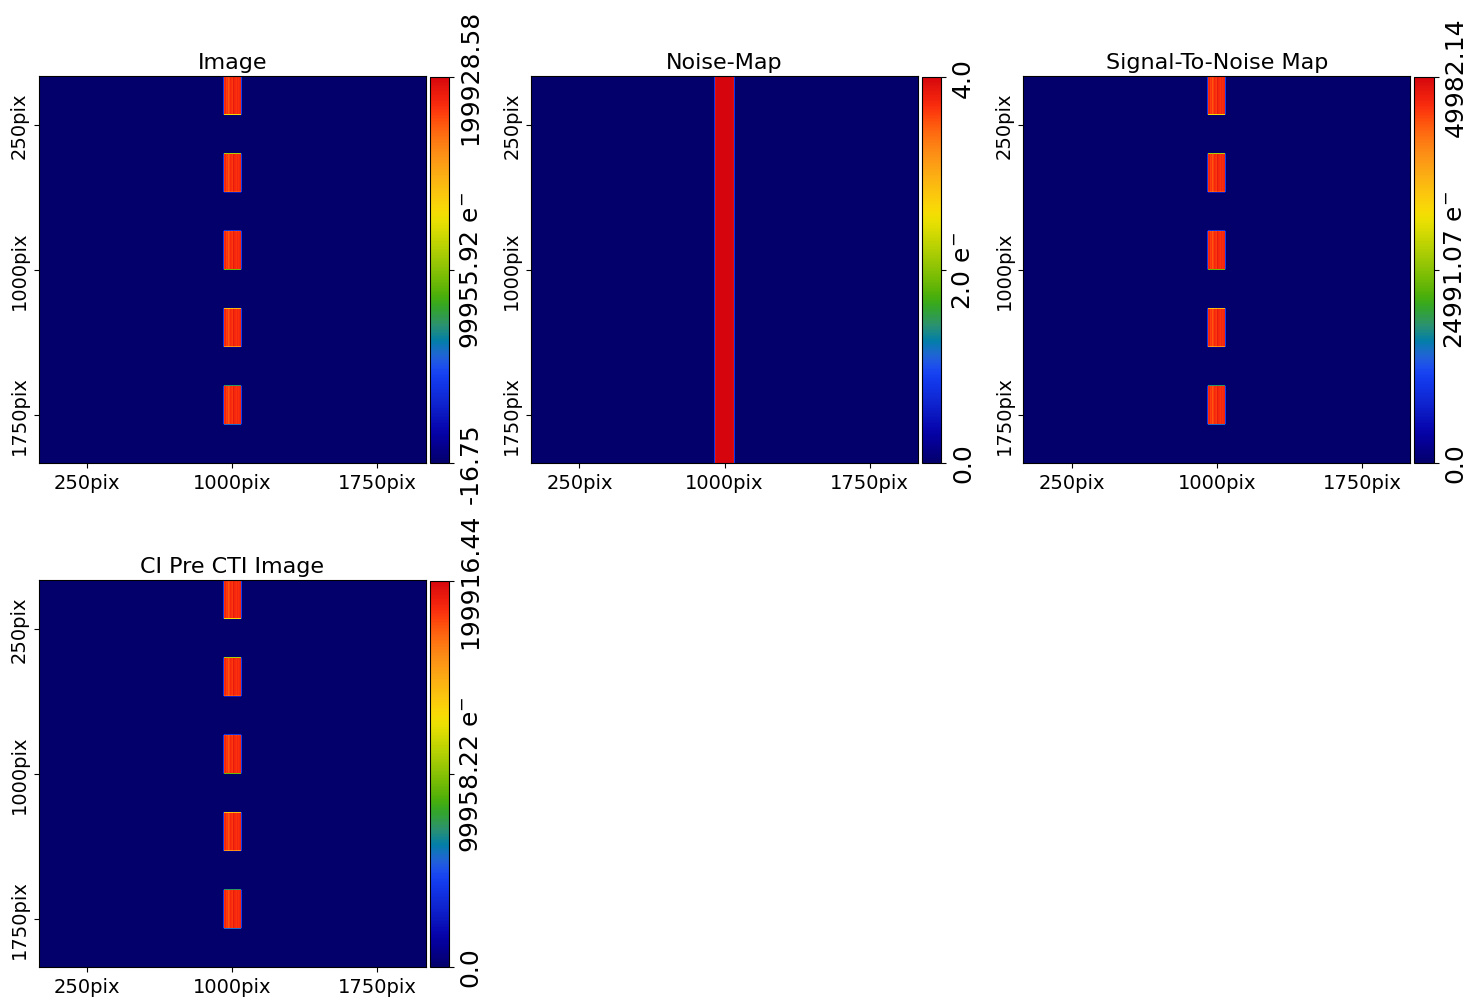 Image
250pix
1000pix
1750pix
250pix
1000pix
1750pix
199928.58
99955.92 e⁻
-16.75
Noise-Map
250pix
1000pix
1750pix
250pix
1000pix
1750pix
4.0
2.0 e⁻
0.0
Signal-To-Noise Map
250pix
1000pix
1750pix
250pix
1000pix
1750pix
49982.14
24991.07 e⁻
0.0
CI Pre CTI Image
250pix
1000pix
1750pix
250pix
1000pix
1750pix
199916.44
99958.22 e⁻
0.0